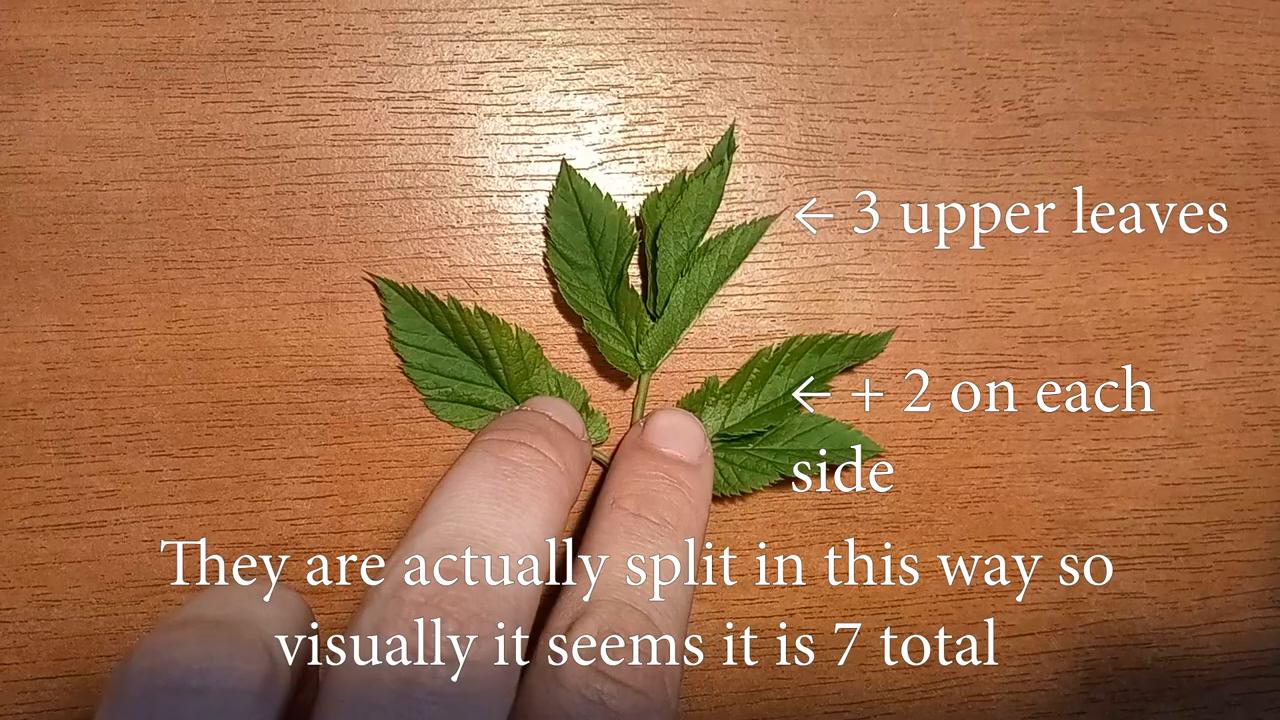 ← 3 upper leaves
← + 2 on each
side
They are actually split in this way so
visually it seems it is 7 total